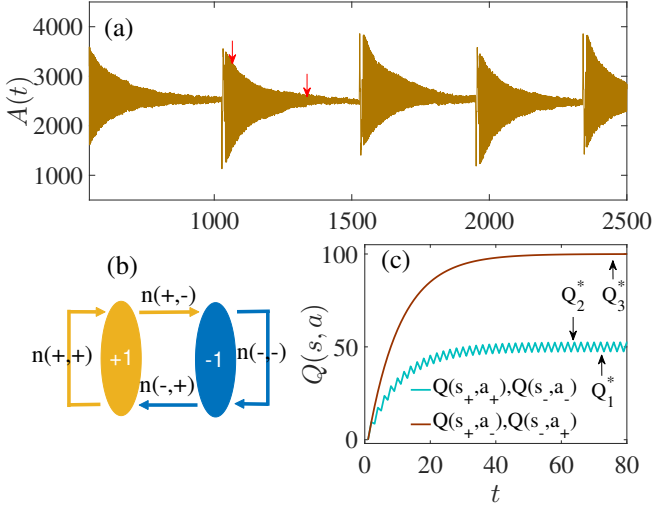 (a)
A(t)
4000
3000
2000
1000
1000 1500 2000 2500
(b)
n(+,-)
n(+,+) +1 -1 n(-,-)
n(-,+)
(c)
Q(s, a)
100
50
0
Q*2 Q*3
Q*1
Q(s+,a+),Q(s-,a-)
Q(s+,a-),Q(s-,a+)
0 20 40 60 80
t